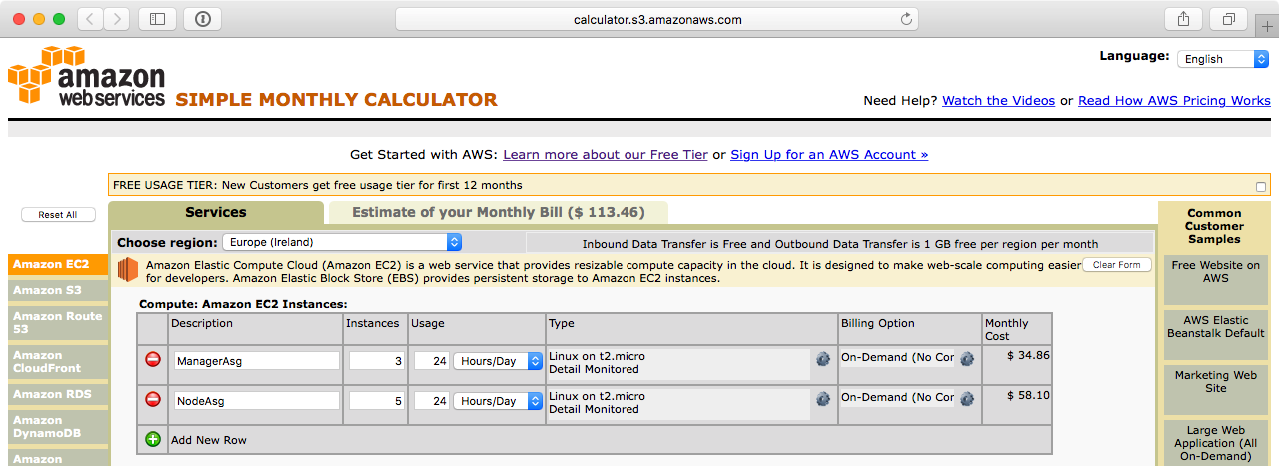 calculator.s3.amazonaws.com
Language: English
amazon
web services
SIMPLE MONTHLY CALCULATOR
Need Help? Watch the Videos or Read How AWS Pricing Works
Get Started with AWS: Learn more about our Free Tier or Sign Up for an AWS Account »
FREE USAGE TIER: New Customers get free usage tier for first 12 months
Reset All
Services
Estimate of your Monthly Bill ($ 113.46)
Choose region: Europe (Ireland)
Inbound Data Transfer is Free and Outbound Data Transfer is 1 GB free per region per month
Amazon EC2
Amazon S3
Amazon Route
53
Amazon
CloudFront
Amazon RDS
Amazon
DynamoDB
Amazon
Amazon Elastic Compute Cloud (Amazon EC2) is a web service that provides resizable compute capacity in the cloud. It is designed to make web-scale computing easier
for developers. Amazon Elastic Block Store (EBS) provides persistent storage to Amazon EC2 instances.
Clear Form
Compute: Amazon EC2 Instances:
Description Instances Usage Type Billing Option Monthly
Cost
ManagerAsg 3 24 Hours/Day Linux on t2.micro On-Demand (No Cor $ 34.86
Detail Monitored
NodeAsg 5 24 Hours/Day Linux on t2.micro On-Demand (No Cor $ 58.10
Detail Monitored
Add New Row
Common
Customer
Samples
Free Website on
AWS
AWS Elastic
Beanstalk Default
Marketing Web
Site
Large Web
Application (All
On-Demand)